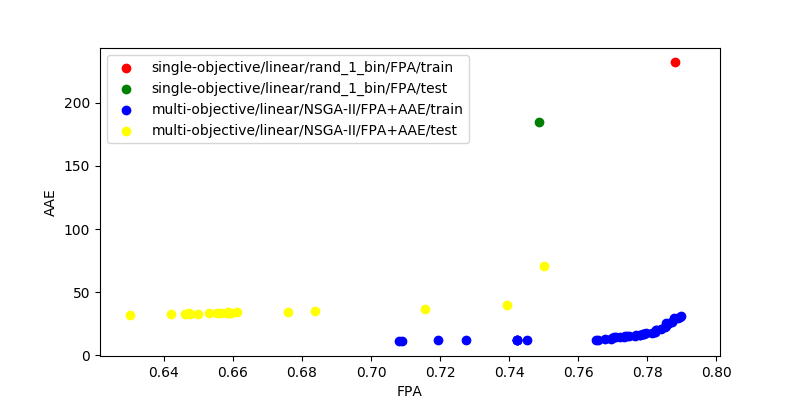 single-objective/linear/rand_1_bin/FPA/train
single-objective/linear/rand_1_bin/FPA/test
multi-objective/linear/NSGA-II/FPA+AAE/train
multi-objective/linear/NSGA-II/FPA+AAE/test
200
150
100
50
0
AAE
0.64 0.66 0.68 0.70 0.72 0.74 0.76 0.78 0.80
FPA